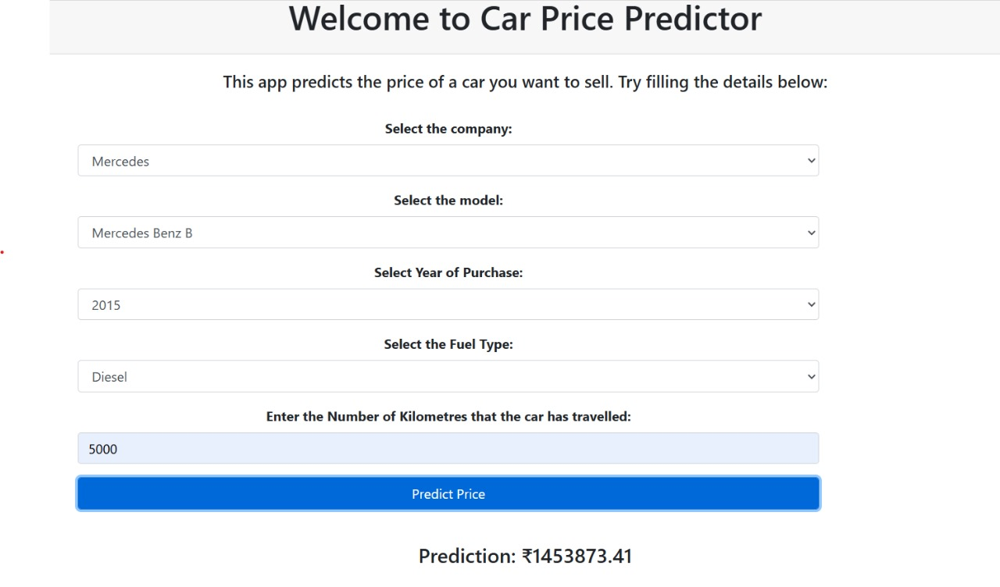 Welcome to Car Price Predictor
This app predicts the price of a car you want to sell. Try filling the details below:
Select the company:
Mercedes
Select the model:
Mercedes Benz B
Select Year of Purchase:
2015
Select the Fuel Type:
Diesel
Enter the Number of Kilometres that the car has travelled:
5000
Predict Price
Prediction: ₹1453873.41